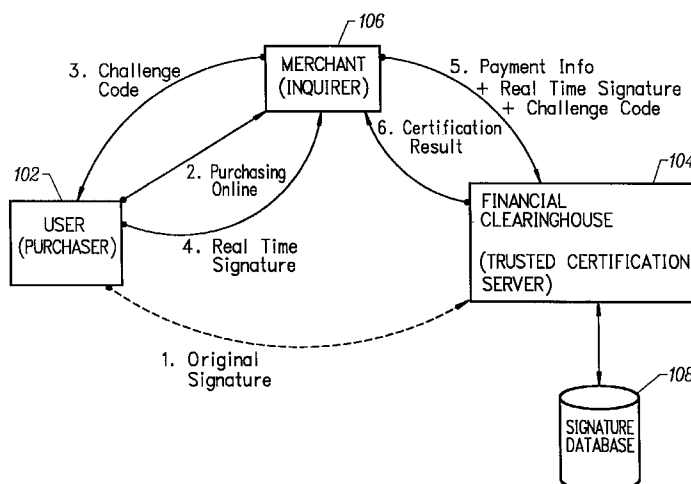 106
3. Challenge
Code
MERCHANT
(INQUIRER)
5. Payment Info
+ Real Time Signature
+ Challenge Code
6. Certification
Result
102
2. Purchasing
Online
104
USER
(PURCHASER)
4. Real Time
Signature
FINANCIAL
CLEARINGHOUSE
(TRUSTED CERTIFICATION
SERVER)
1. Original
Signature
108
SIGNATURE
DATABASE